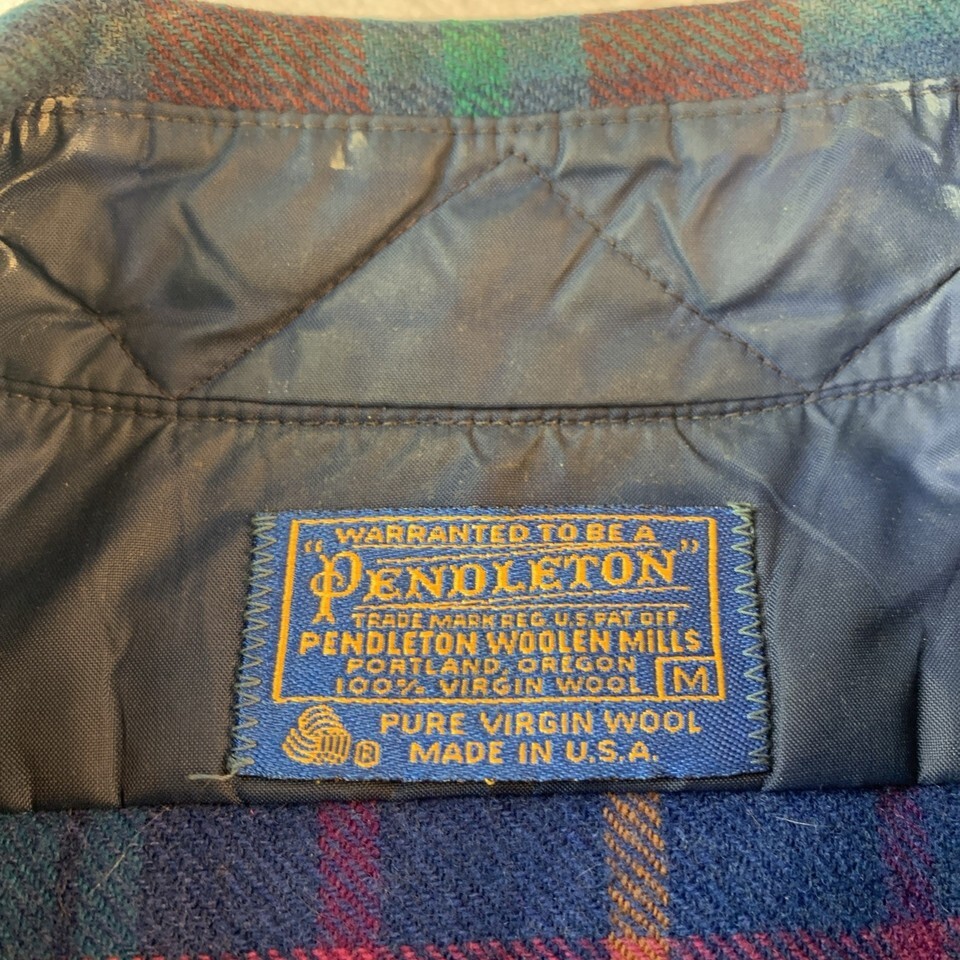 WARRANTED TO BE A
"PENDLETON"
TRADE MARK REG. U.S. PAT. OFF
PENDLETON WOOLEN MILLS
PORTLAND, OREGON
100% VIRGIN WOOL M
PURE VIRGIN WOOL
® MADE IN U.S.A.